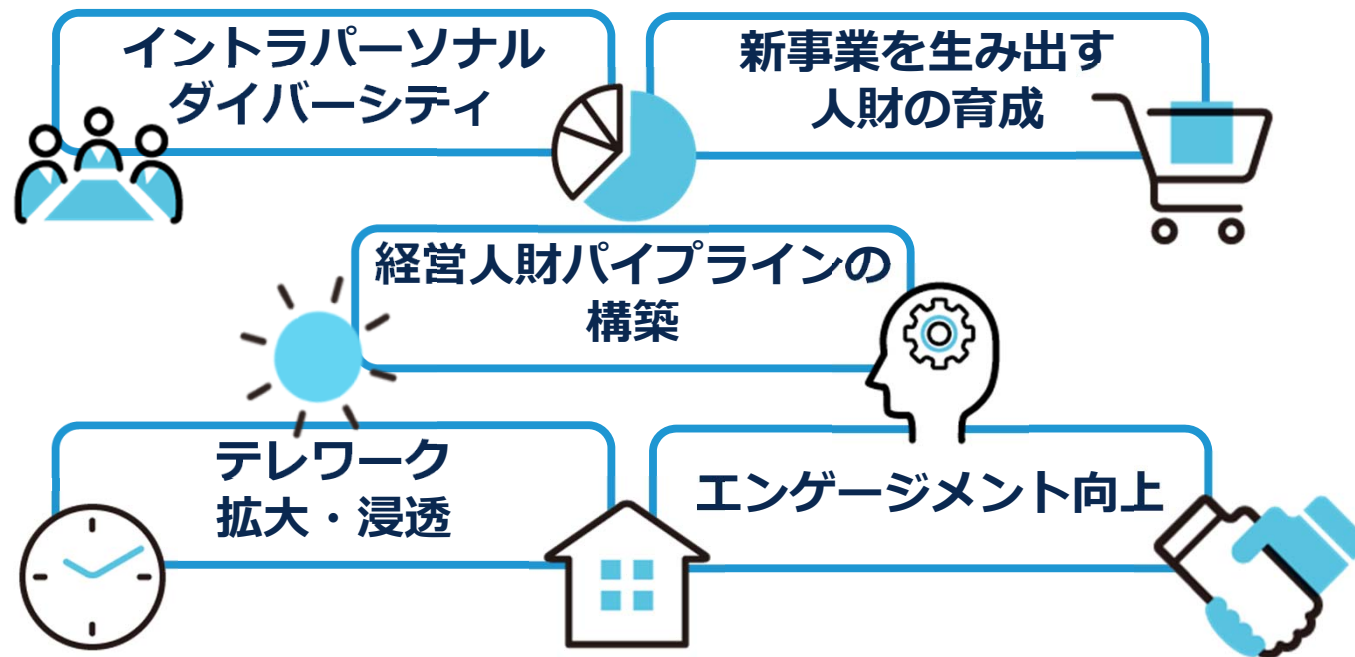 イントラパーソナル
ダイバーシティ
新事業を生み出す
人財の育成
経営人財パイプラインの
構築
テレワーク
拡大・浸透
エンゲージメント向上